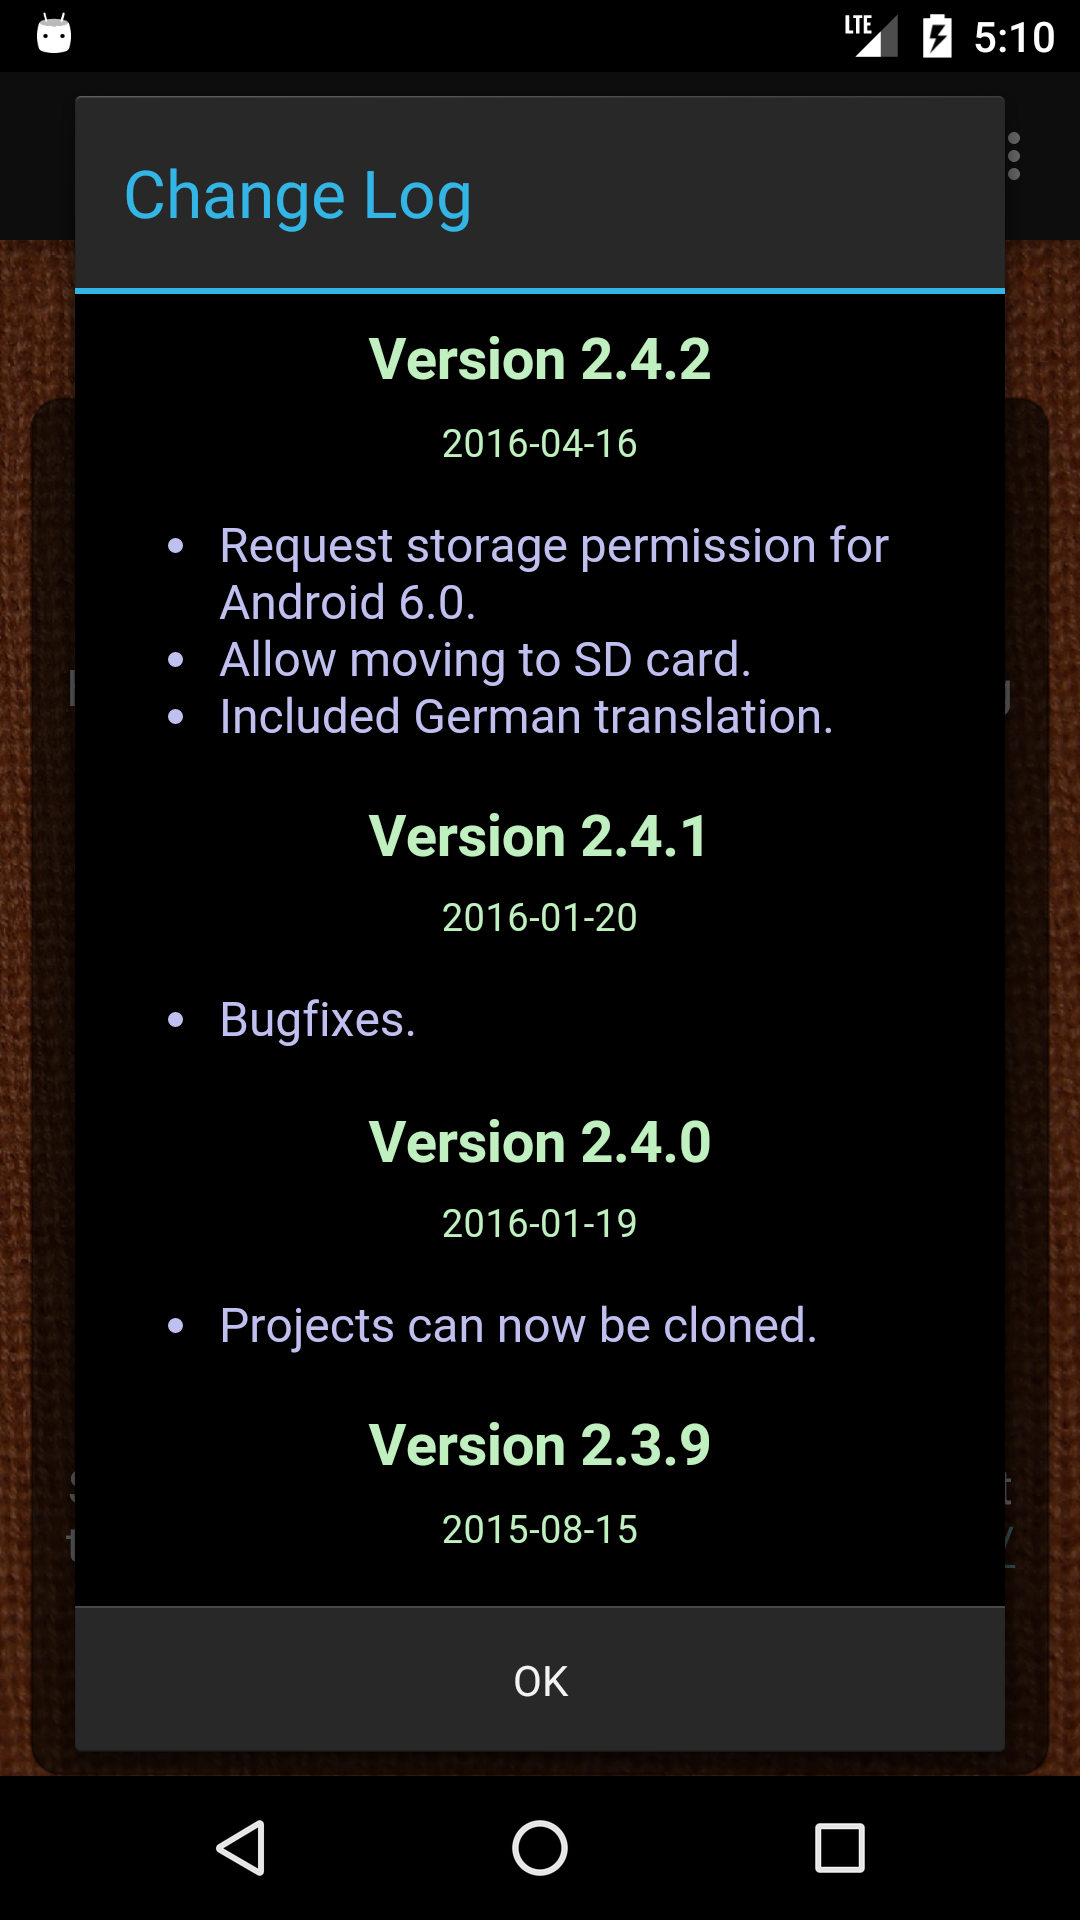 LTE 5:10
Change Log
Version 2.4.2
2016-04-16
• Request storage permission for
Android 6.0.
• Allow moving to SD card.
• Included German translation.
Version 2.4.1
2016-01-20
• Bugfixes.
Version 2.4.0
2016-01-19
• Projects can now be cloned.
Version 2.3.9
2015-08-15
OK